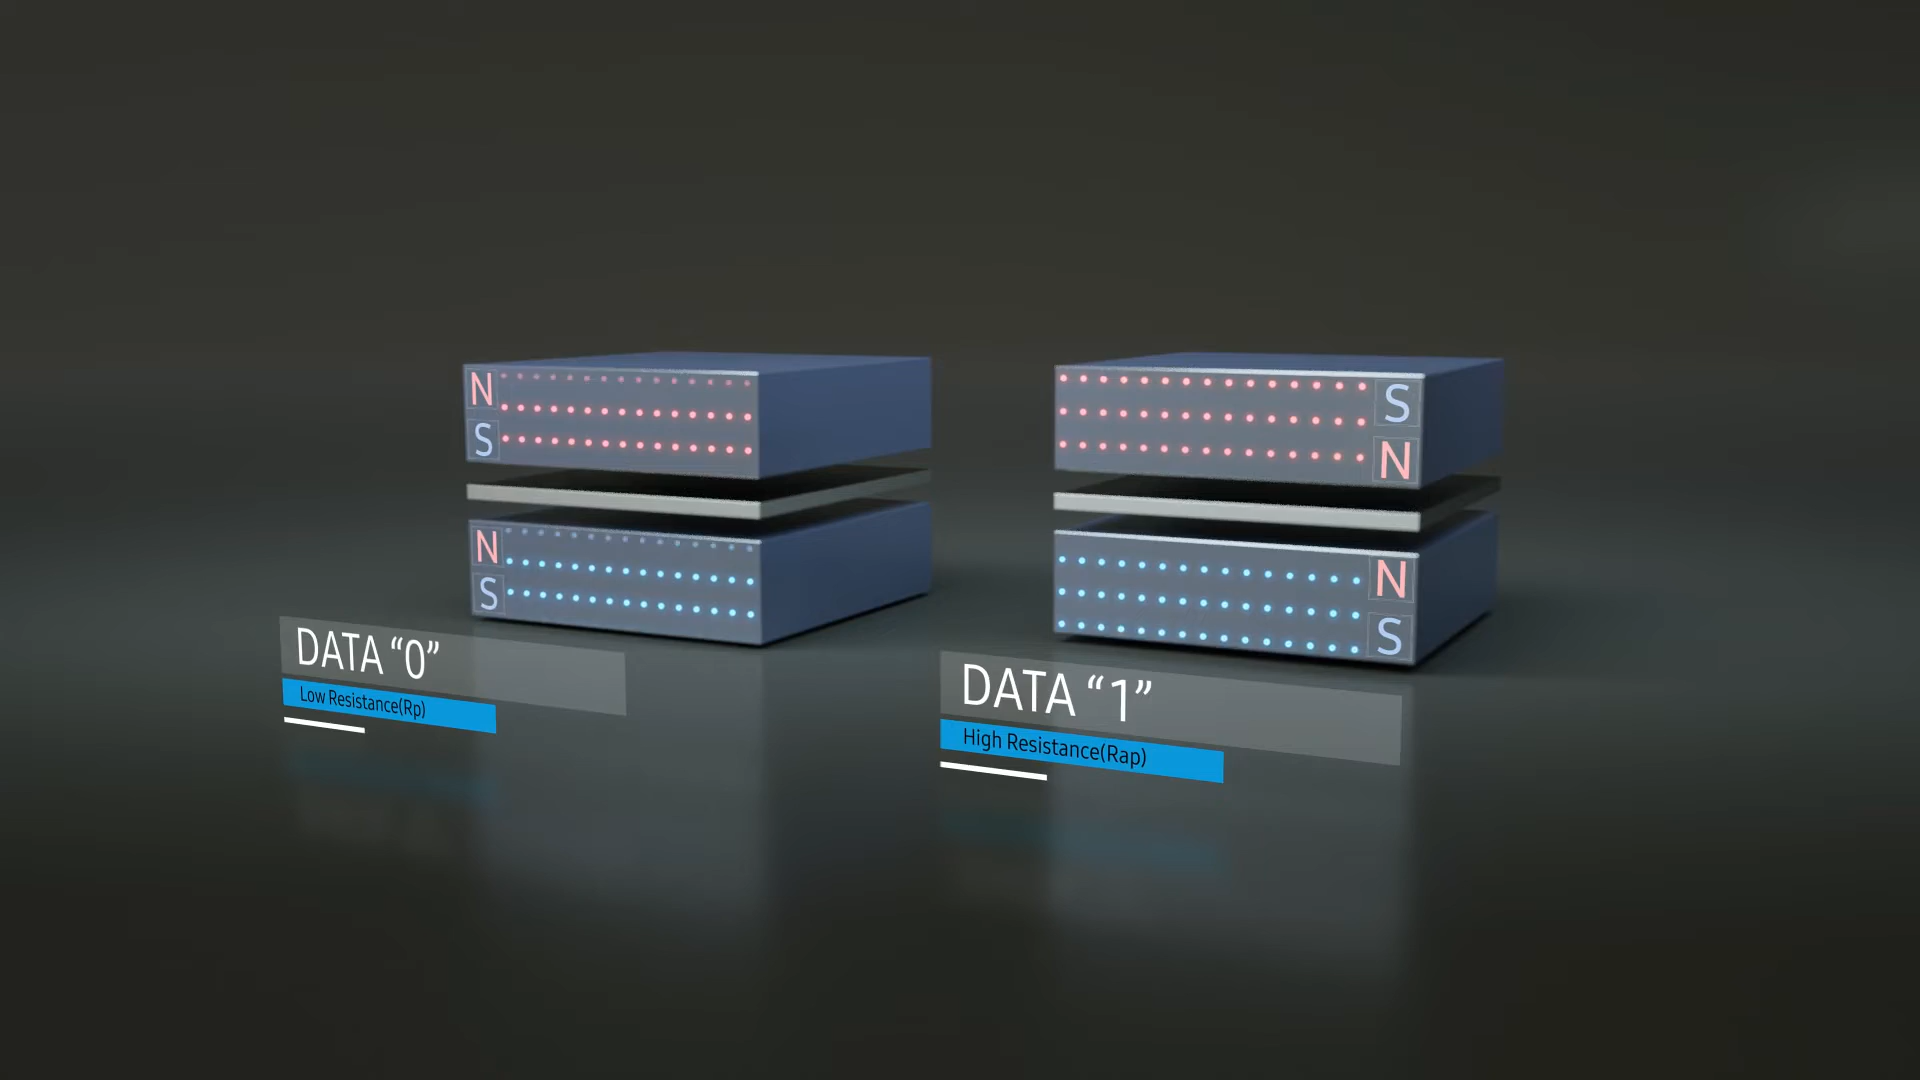 N
S
N
S
DATA “0”
Low Resistance(Rp)
S
N
N
S
DATA “1”
High Resistance(Rap)